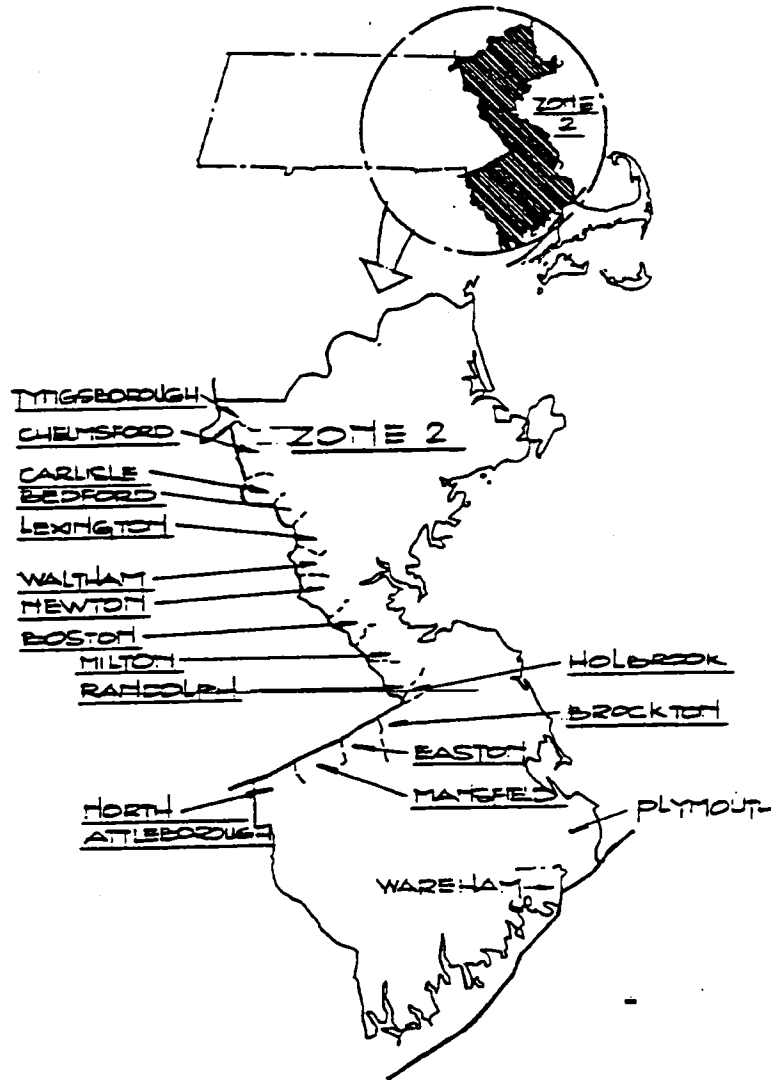 ZONE
2
TYNGSBOROUGH
CHELMSFORD
ZONE 2
CARLISLE
BEDFORD
LEXINGTON
WALTHAM
NEWTON
BOSTON
MILTON
HOLBROOK
RANDOLPH
BROCKTON
EASTON
MANSFIELD
NORTH
ATTLEBOROUGH
PLYMOUTH
WAREHAM